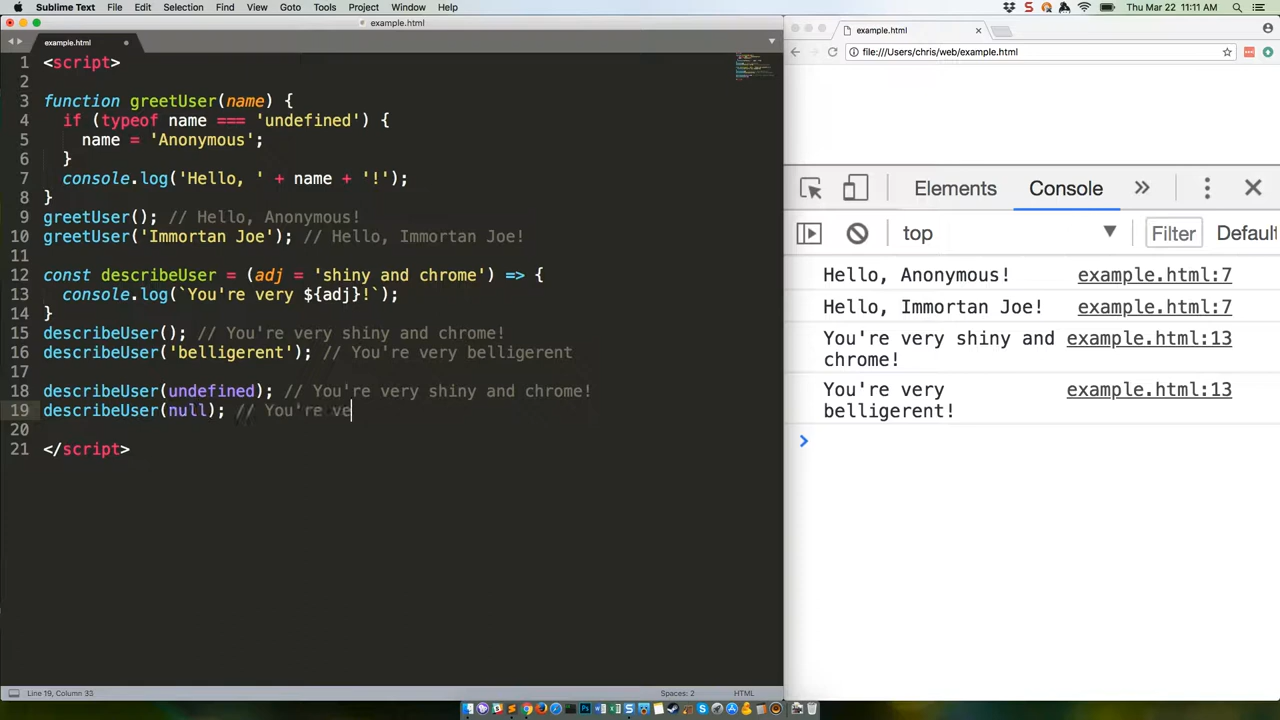 Sublime Text File Edit Selection Find View Goto Tools Project Window Help Thu Mar 22 11:11 AM
example.html
example.html
1 <script>
2
3 function greetUser(name) {
4 if (typeof name === 'undefined') {
5 name = 'Anonymous';
6 }
7 console.log('Hello, ' + name + '!');
8 }
9 greetUser(); // Hello, Anonymous!
10 greetUser('Immortan Joe'); // Hello, Immortan Joe!
11
12 const describeUser = (adj = 'shiny and chrome') => {
13 console.log(`You're very ${adj}!`);
14 }
15 describeUser(); // You're very shiny and chrome!
16 describeUser('belligerent'); // You're very belligerent
17
18 describeUser(undefined); // You're very shiny and chrome!
19 describeUser(null); // You're ve
20
21 </script>
Line 19, Column 33 Spaces: 2 HTML
example.html
file:///Users/chris/web/example.html
Elements Console
top Filter Default
Hello, Anonymous! example.html:7
Hello, Immortan Joe! example.html:7
You're very shiny and example.html:13
chrome!
You're very example.html:13
belligerent!